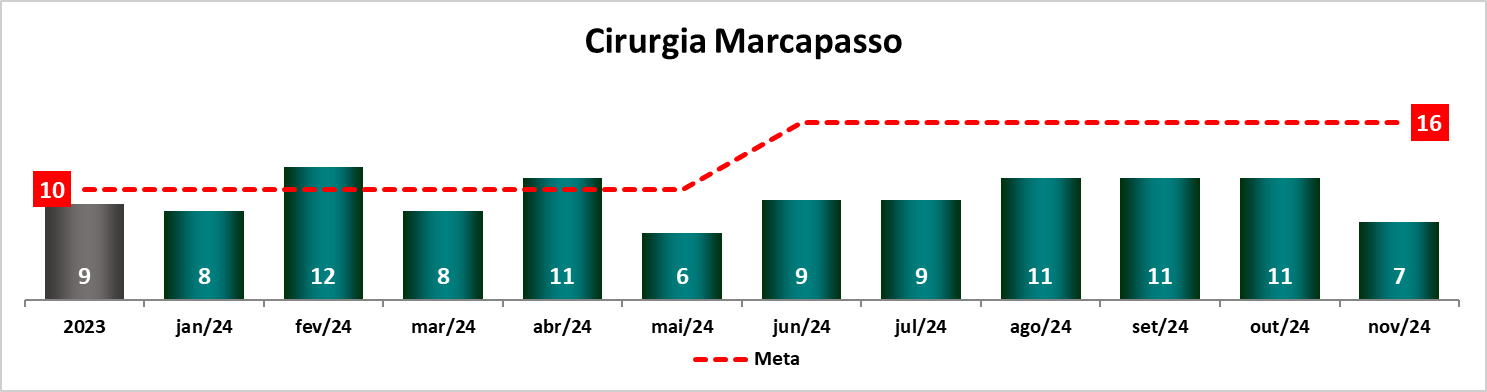 Cirurgia Marcapasso
16
10
9 8 12 8 11 6 9 9 11 11 11 7
2023 jan/24 fev/24 mar/24 abr/24 mai/24 jun/24 jul/24 ago/24 set/24 out/24 nov/24
Meta